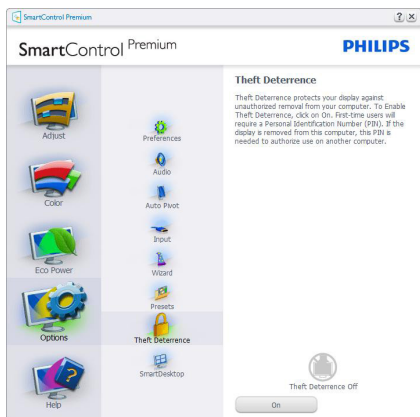 SmartControl Premium
SmartControl Premium
PHILIPS
Adjust
Color
Eco Power
Options
Help
Preferences
Audio
Auto Pivot
Input
Wizard
Presets
Theft Deterrence
SmartDesktop
Theft Deterrence
Theft Deterrence protects your display against
unauthorized removal from your computer. To Enable
Theft Deterrence, click on On. First-time users will
require a Personal Identification Number (PIN). If the
display is removed from this computer, this PIN is
needed to authorize use on another computer.
Theft Deterrence Off
On